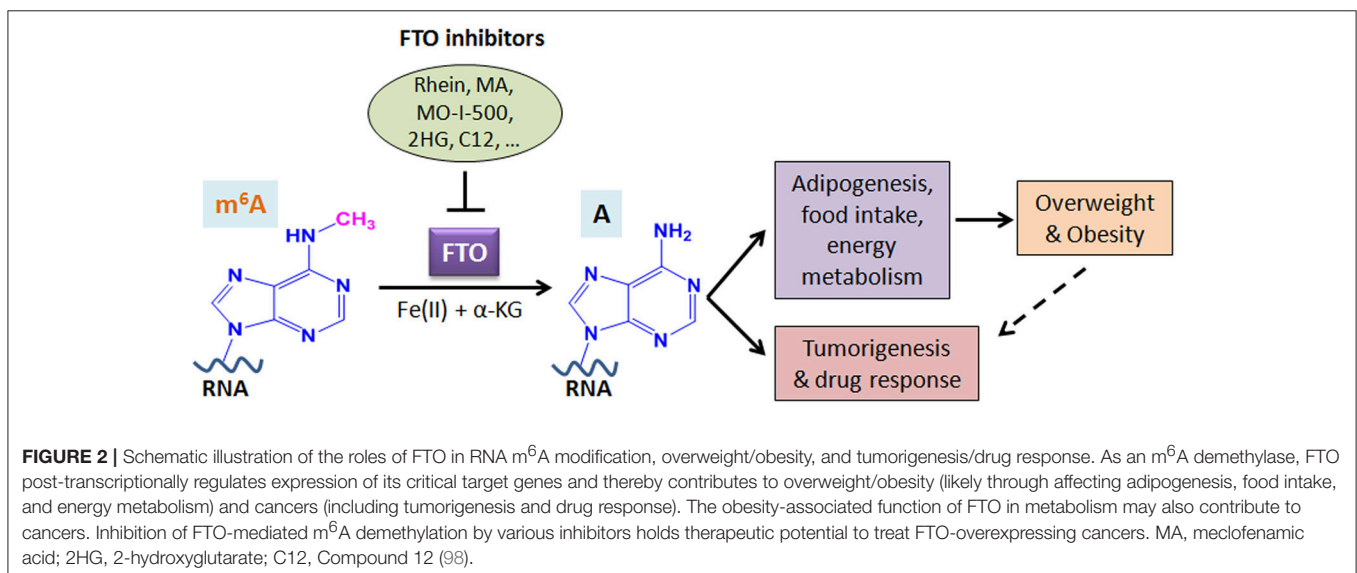 FTO inhibitors
Rhein, MA,
MO-I-500,
2HG, C12, ...
m⁶A
HN
CH₃
N
N
N
N
RNA
FTO
Fe(II) + α-KG
A
NH₂
N
N
N
N
RNA
Adipogenesis,
food intake,
energy
metabolism
Overweight
& Obesity
Tumorigenesis
& drug response
FIGURE 2 | Schematic illustration of the roles of FTO in RNA m⁶A modification, overweight/obesity, and tumorigenesis/drug response. As an m⁶A demethylase, FTO
post-transcriptionally regulates expression of its critical target genes and thereby contributes to overweight/obesity (likely through affecting adipogenesis, food intake,
and energy metabolism) and cancers (including tumorigenesis and drug response). The obesity-associated function of FTO in metabolism may also contribute to
cancers. Inhibition of FTO-mediated m⁶A demethylation by various inhibitors holds therapeutic potential to treat FTO-overexpressing cancers. MA, meclofenamic
acid; 2HG, 2-hydroxyglutarate; C12, Compound 12 (98).